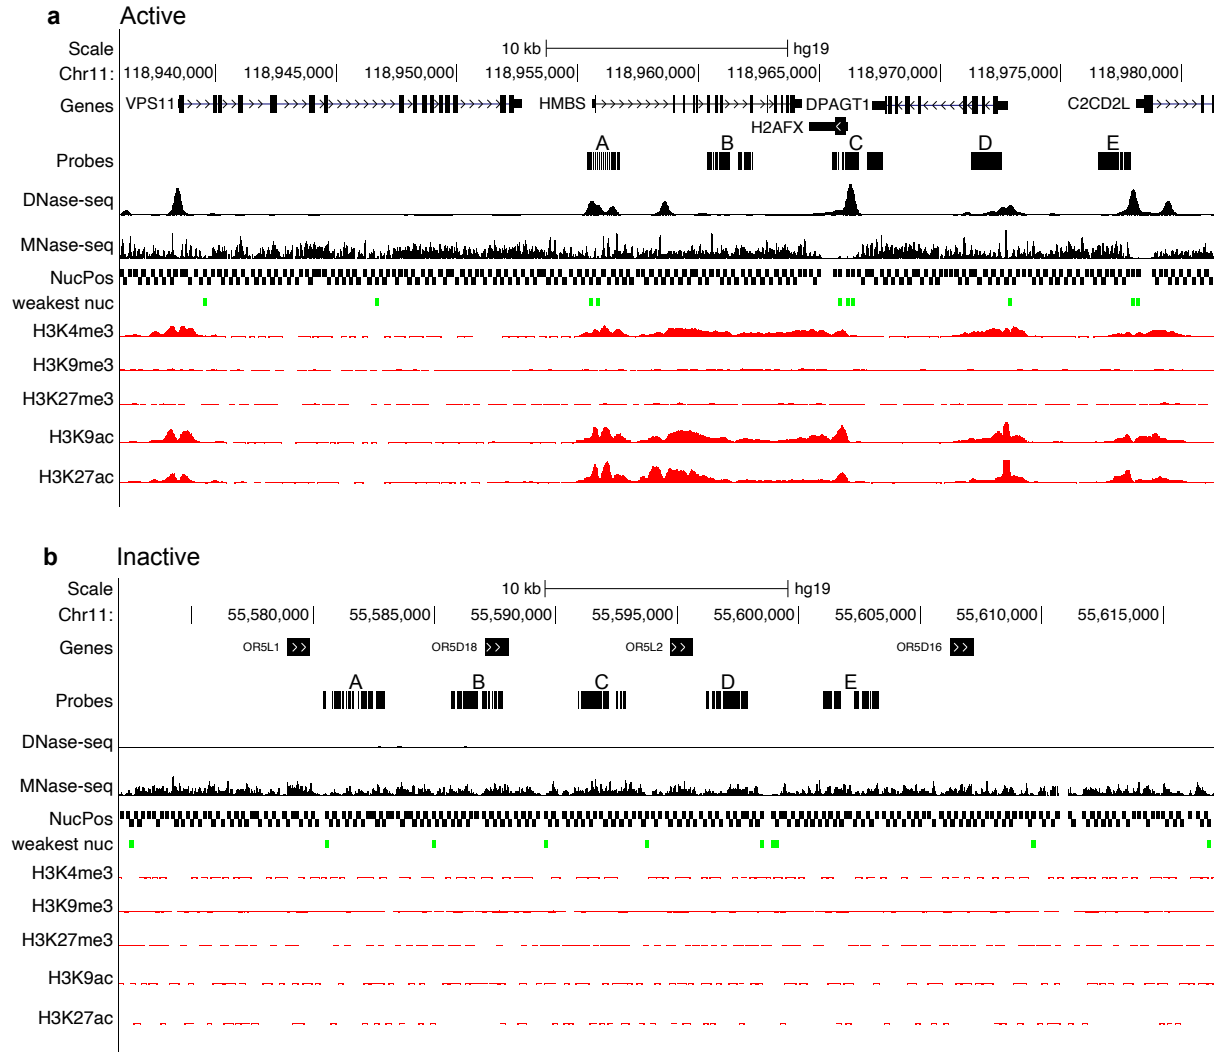 a Active
Scale 10 kb hg19
Chr11: 118,940,000 118,945,000 118,950,000 118,955,000 118,960,000 118,965,000 118,970,000 118,975,000 118,980,000
Genes VPS11 HMBS DPAGT1 C2CD2L
H2AFX
A B C D E
Probes
DNase-seq
MNase-seq
NucPos
weakest nuc
H3K4me3
H3K9me3
H3K27me3
H3K9ac
H3K27ac
b Inactive
Scale 10 kb hg19
Chr11: 55,580,000 55,585,000 55,590,000 55,595,000 55,600,000 55,605,000 55,610,000 55,615,000
Genes OR5L1 OR5D18 OR5L2 OR5D16
A B C D E
Probes
DNase-seq
MNase-seq
NucPos
weakest nuc
H3K4me3
H3K9me3
H3K27me3
H3K9ac
H3K27ac